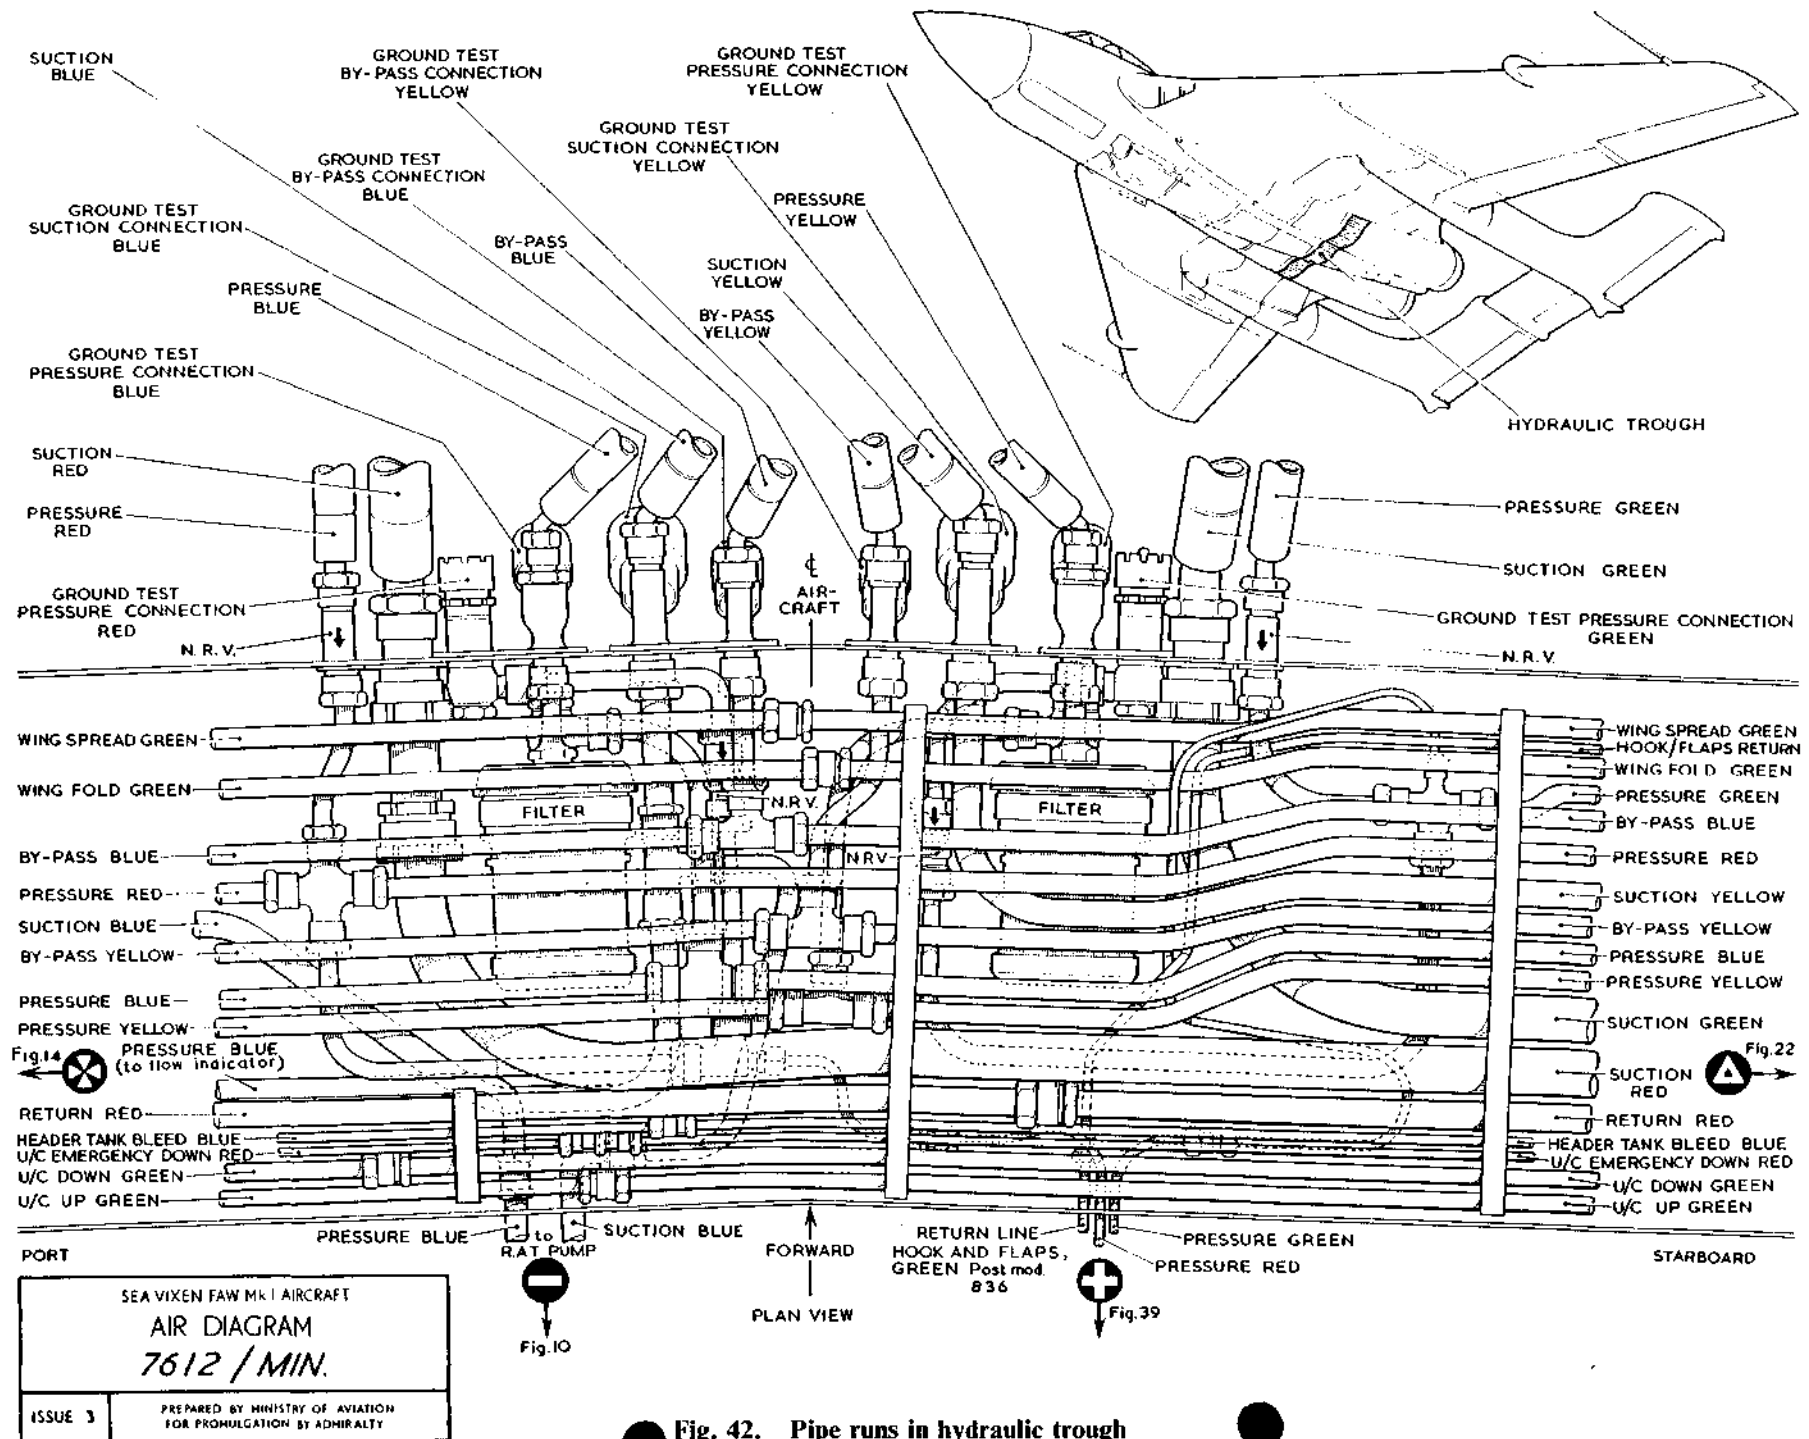 SUCTION
BLUE
GROUND TEST
BY-PASS CONNECTION
YELLOW
GROUND TEST
PRESSURE CONNECTION
YELLOW
GROUND TEST
SUCTION CONNECTION
YELLOW
GROUND TEST
BY-PASS CONNECTION
BLUE
PRESSURE
YELLOW
GROUND TEST
SUCTION CONNECTION
BLUE
BY-PASS
BLUE
SUCTION
YELLOW
PRESSURE
BLUE
BY-PASS
YELLOW
GROUND TEST
PRESSURE CONNECTION
BLUE
HYDRAULIC TROUGH
SUCTION
RED
PRESSURE
RED
GROUND TEST
PRESSURE CONNECTION
RED
N.R.V.
℄
AIR-
CRAFT
PRESSURE GREEN
SUCTION GREEN
GROUND TEST PRESSURE CONNECTION
GREEN
N.R.V.
WING SPREAD GREEN
WING FOLD GREEN
BY-PASS BLUE
PRESSURE RED
SUCTION BLUE
BY-PASS YELLOW
PRESSURE BLUE
PRESSURE YELLOW
Fig.14
PRESSURE BLUE
(to flow indicator)
RETURN RED
HEADER TANK BLEED BLUE
U/C EMERGENCY DOWN RED
U/C DOWN GREEN
U/C UP GREEN
FILTER
N.R.V.
NRV
FILTER
WING SPREAD GREEN
HOOK/FLAPS RETURN
WING FOLD GREEN
PRESSURE GREEN
BY-PASS BLUE
PRESSURE RED
SUCTION YELLOW
BY-PASS YELLOW
PRESSURE BLUE
PRESSURE YELLOW
SUCTION GREEN
Fig.22
SUCTION
RED
RETURN RED
HEADER TANK BLEED BLUE
U/C EMERGENCY DOWN RED
U/C DOWN GREEN
U/C UP GREEN
PORT
PRESSURE BLUE
SUCTION BLUE
to
R.A.T PUMP
Fig.10
FORWARD
PLAN VIEW
RETURN LINE
HOOK AND FLAPS,
GREEN Post mod.
836
PRESSURE GREEN
PRESSURE RED
Fig.39
STARBOARD
SEA VIXEN FAW Mk I AIRCRAFT
AIR DIAGRAM
7612 / MIN.
ISSUE 3
PREPARED BY MINISTRY OF AVIATION
FOR PROMULGATION BY ADMIRALTY
Fig. 42. Pipe runs in hydraulic trough